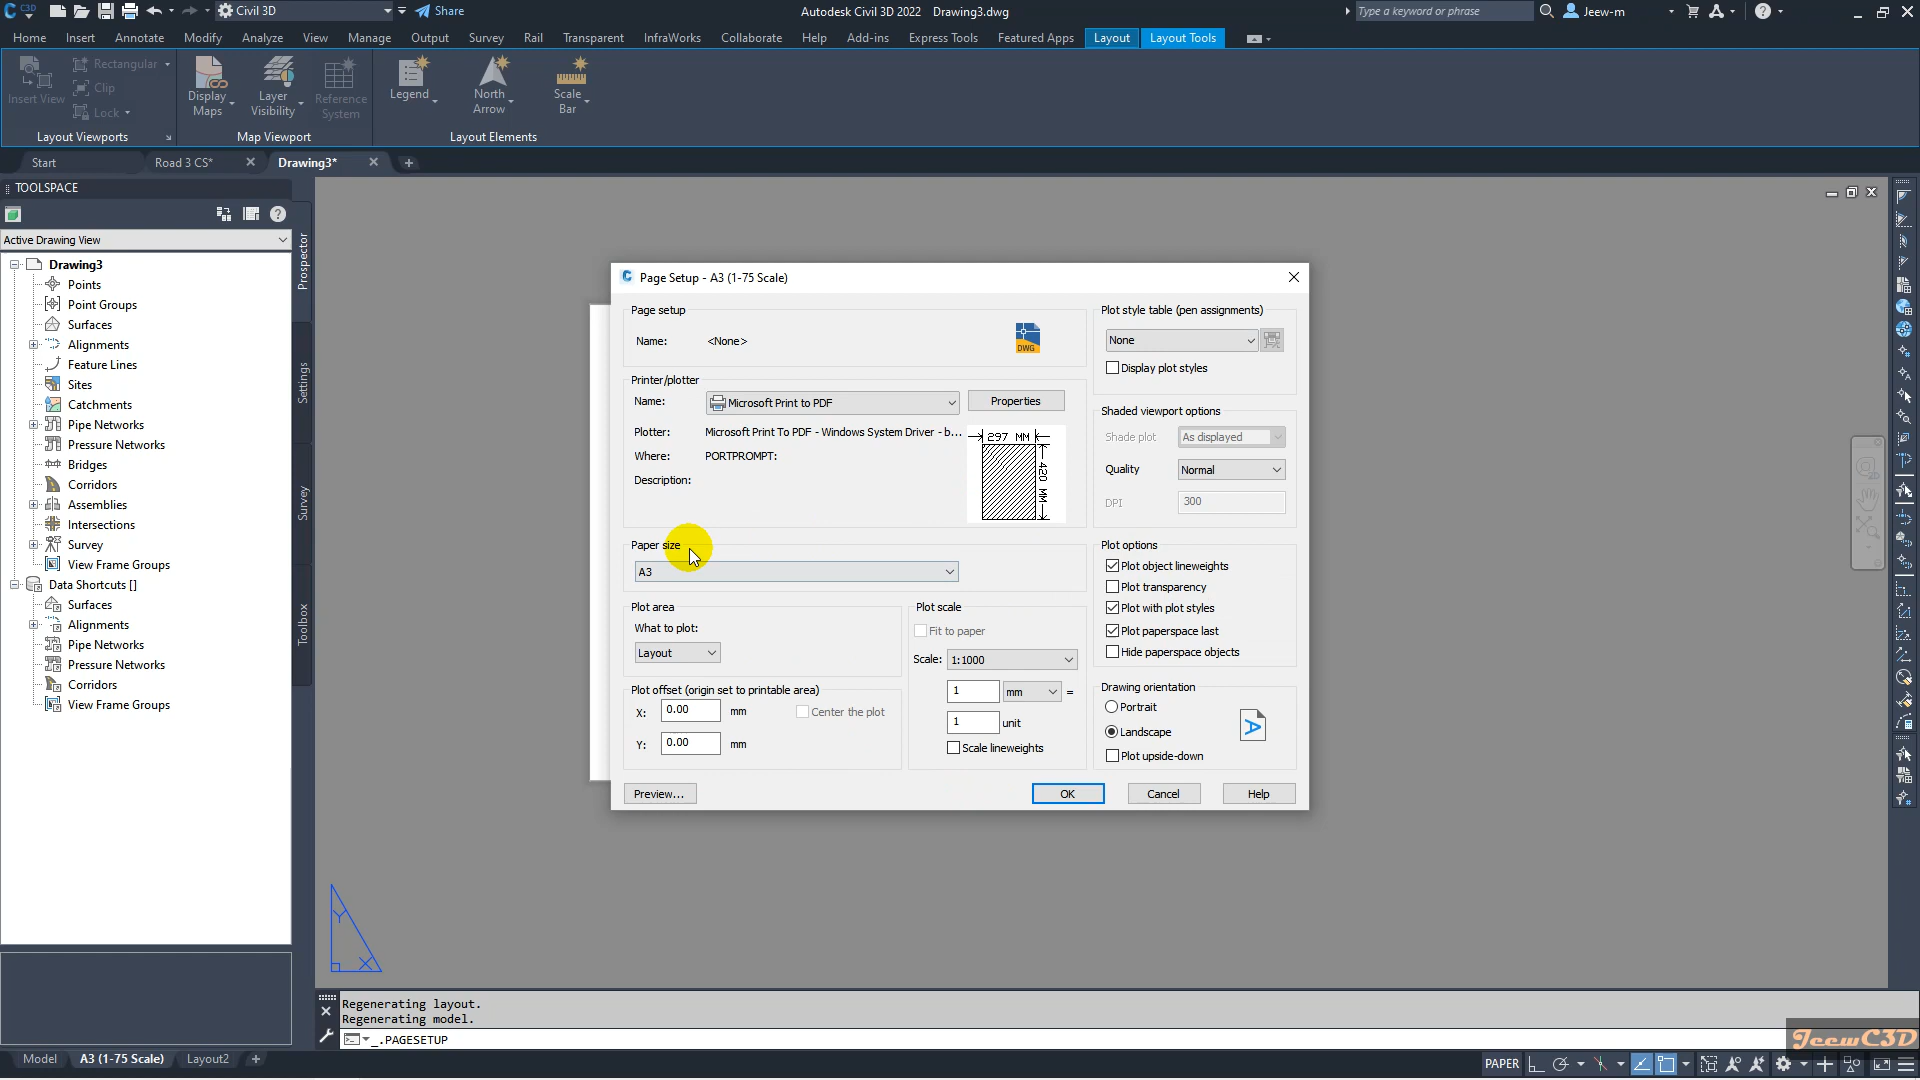 C3D Civil 3D Share Autodesk Civil 3D 2022 Drawing3.dwg Type a keyword or phrase Jeew-m
Home Insert Annotate Modify Analyze View Manage Output Survey Rail Transparent InfraWorks Collaborate Help Add-ins Express Tools Featured Apps Layout Layout Tools
Insert View
Rectangular
Clip
Lock
Display Maps
Layer Visibility
Reference System
Legend
North Arrow
Scale Bar
Layout Viewports Map Viewport Layout Elements
Start Road 3 CS* Drawing3*
TOOLSPACE
Active Drawing View
Drawing3
Points
Point Groups
Surfaces
Alignments
Feature Lines
Sites
Catchments
Pipe Networks
Pressure Networks
Bridges
Corridors
Assemblies
Intersections
Survey
View Frame Groups
Data Shortcuts []
Surfaces
Alignments
Pipe Networks
Pressure Networks
Corridors
View Frame Groups
Prospector
Settings
Survey
Toolbox
Page Setup - A3 (1-75 Scale)
Page setup
Name: <None>
DWG
Printer/plotter
Name: Microsoft Print to PDF Properties
Plotter: Microsoft Print To PDF - Windows System Driver - b...
Where: PORTPROMPT:
Description:
297 MM
420 MM
Paper size
A3
Plot area
What to plot:
Layout
Plot offset (origin set to printable area)
X: 0.00 mm Center the plot
Y: 0.00 mm
Plot scale
Fit to paper
Scale: 1:1000
1 mm =
1 unit
Scale lineweights
Plot style table (pen assignments)
None
Display plot styles
Shaded viewport options
Shade plot As displayed
Quality Normal
DPI 300
Plot options
Plot object lineweights
Plot transparency
Plot with plot styles
Plot paperspace last
Hide paperspace objects
Drawing orientation
Portrait
Landscape
Plot upside-down
A
Preview... OK Cancel Help
Y
X
Regenerating layout.
Regenerating model.
_.PAGESETUP
Model A3 (1-75 Scale) Layout2 +
PAPER
JeewC3D